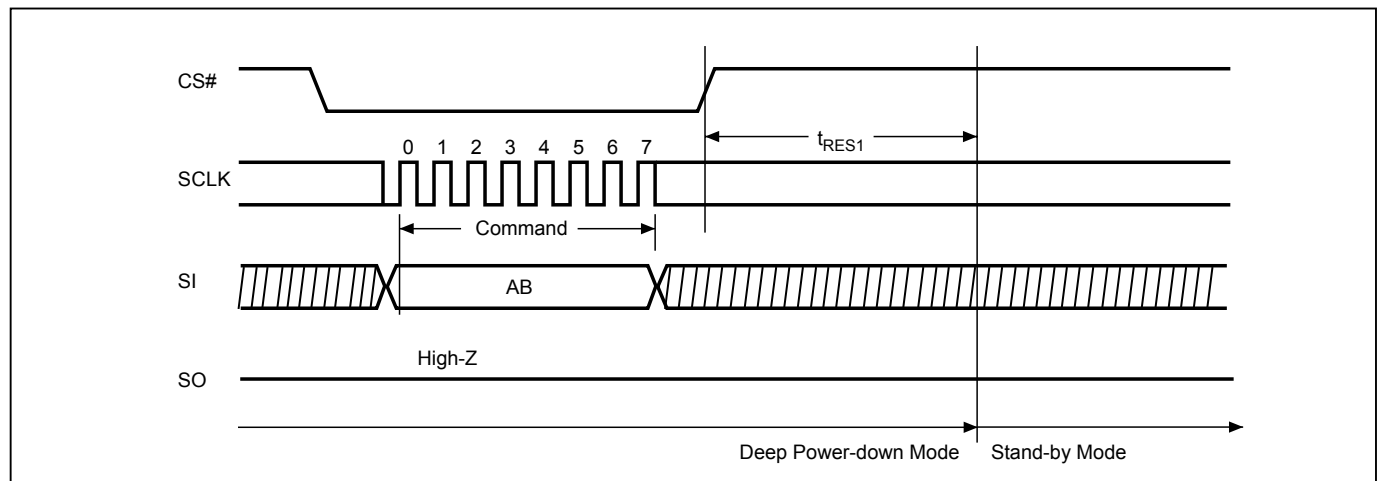 CS#
tRES1
0 1 2 3 4 5 6 7
SCLK
Command
SI
AB
High-Z
SO
Deep Power-down Mode Stand-by Mode